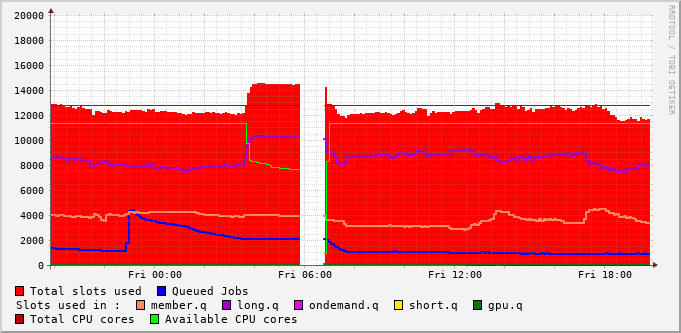 RRDTOOL / TOBI OETIKER
20000
18000
16000
14000
12000
10000
8000
6000
4000
2000
0
Fri 00:00 Fri 06:00 Fri 12:00 Fri 18:00
Total slots used Queued Jobs
Slots used in : member.q long.q ondemand.q short.q gpu.q
Total CPU cores Available CPU cores